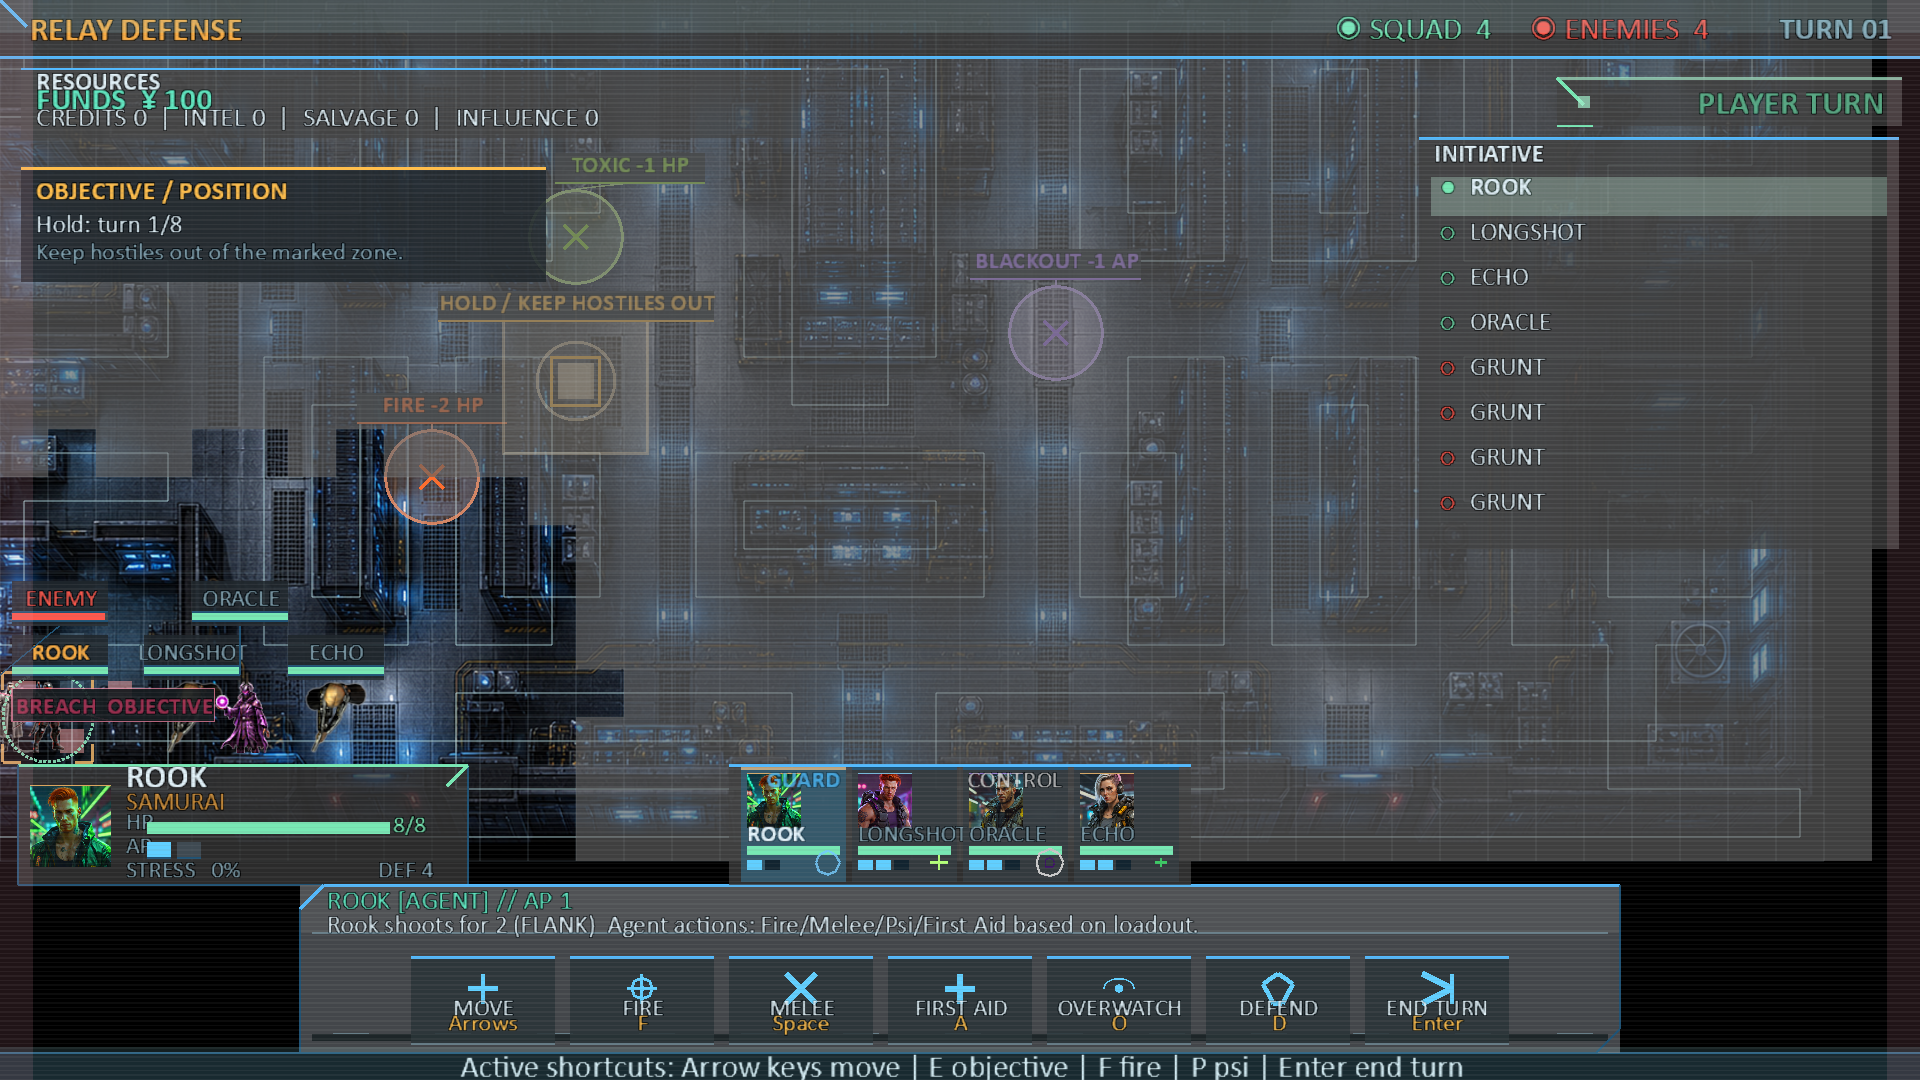 RELAY DEFENSE
SQUAD 4
ENEMIES 4
TURN 01
RESOURCES
FUNDS ¥ 100
CREDITS 0 | INTEL 0 | SALVAGE 0 | INFLUENCE 0
PLAYER TURN
OBJECTIVE / POSITION
Hold: turn 1/8
Keep hostiles out of the marked zone.
TOXIC -1 HP
BLACKOUT -1 AP
HOLD / KEEP HOSTILES OUT
FIRE -2 HP
INITIATIVE
ROOK
LONGSHOT
ECHO
ORACLE
GRUNT
GRUNT
GRUNT
GRUNT
ENEMY
ORACLE
ROOK
LONGSHOT
ECHO
BREACH OBJECTIVE
ROOK
SAMURAI
HP 8/8
AP
STRESS 0%
DEF 4
GUARD
CONTROL
ROOK
LONGSHOT
ORACLE
ECHO
ROOK [AGENT] // AP 1
Rook shoots for 2 (FLANK) Agent actions: Fire/Melee/Psi/First Aid based on loadout.
MOVE
Arrows
FIRE
F
MELEE
Space
FIRST AID
A
OVERWATCH
O
DEFEND
D
END TURN
Enter
Active shortcuts: Arrow keys move | E objective | F fire | P psi | Enter end turn